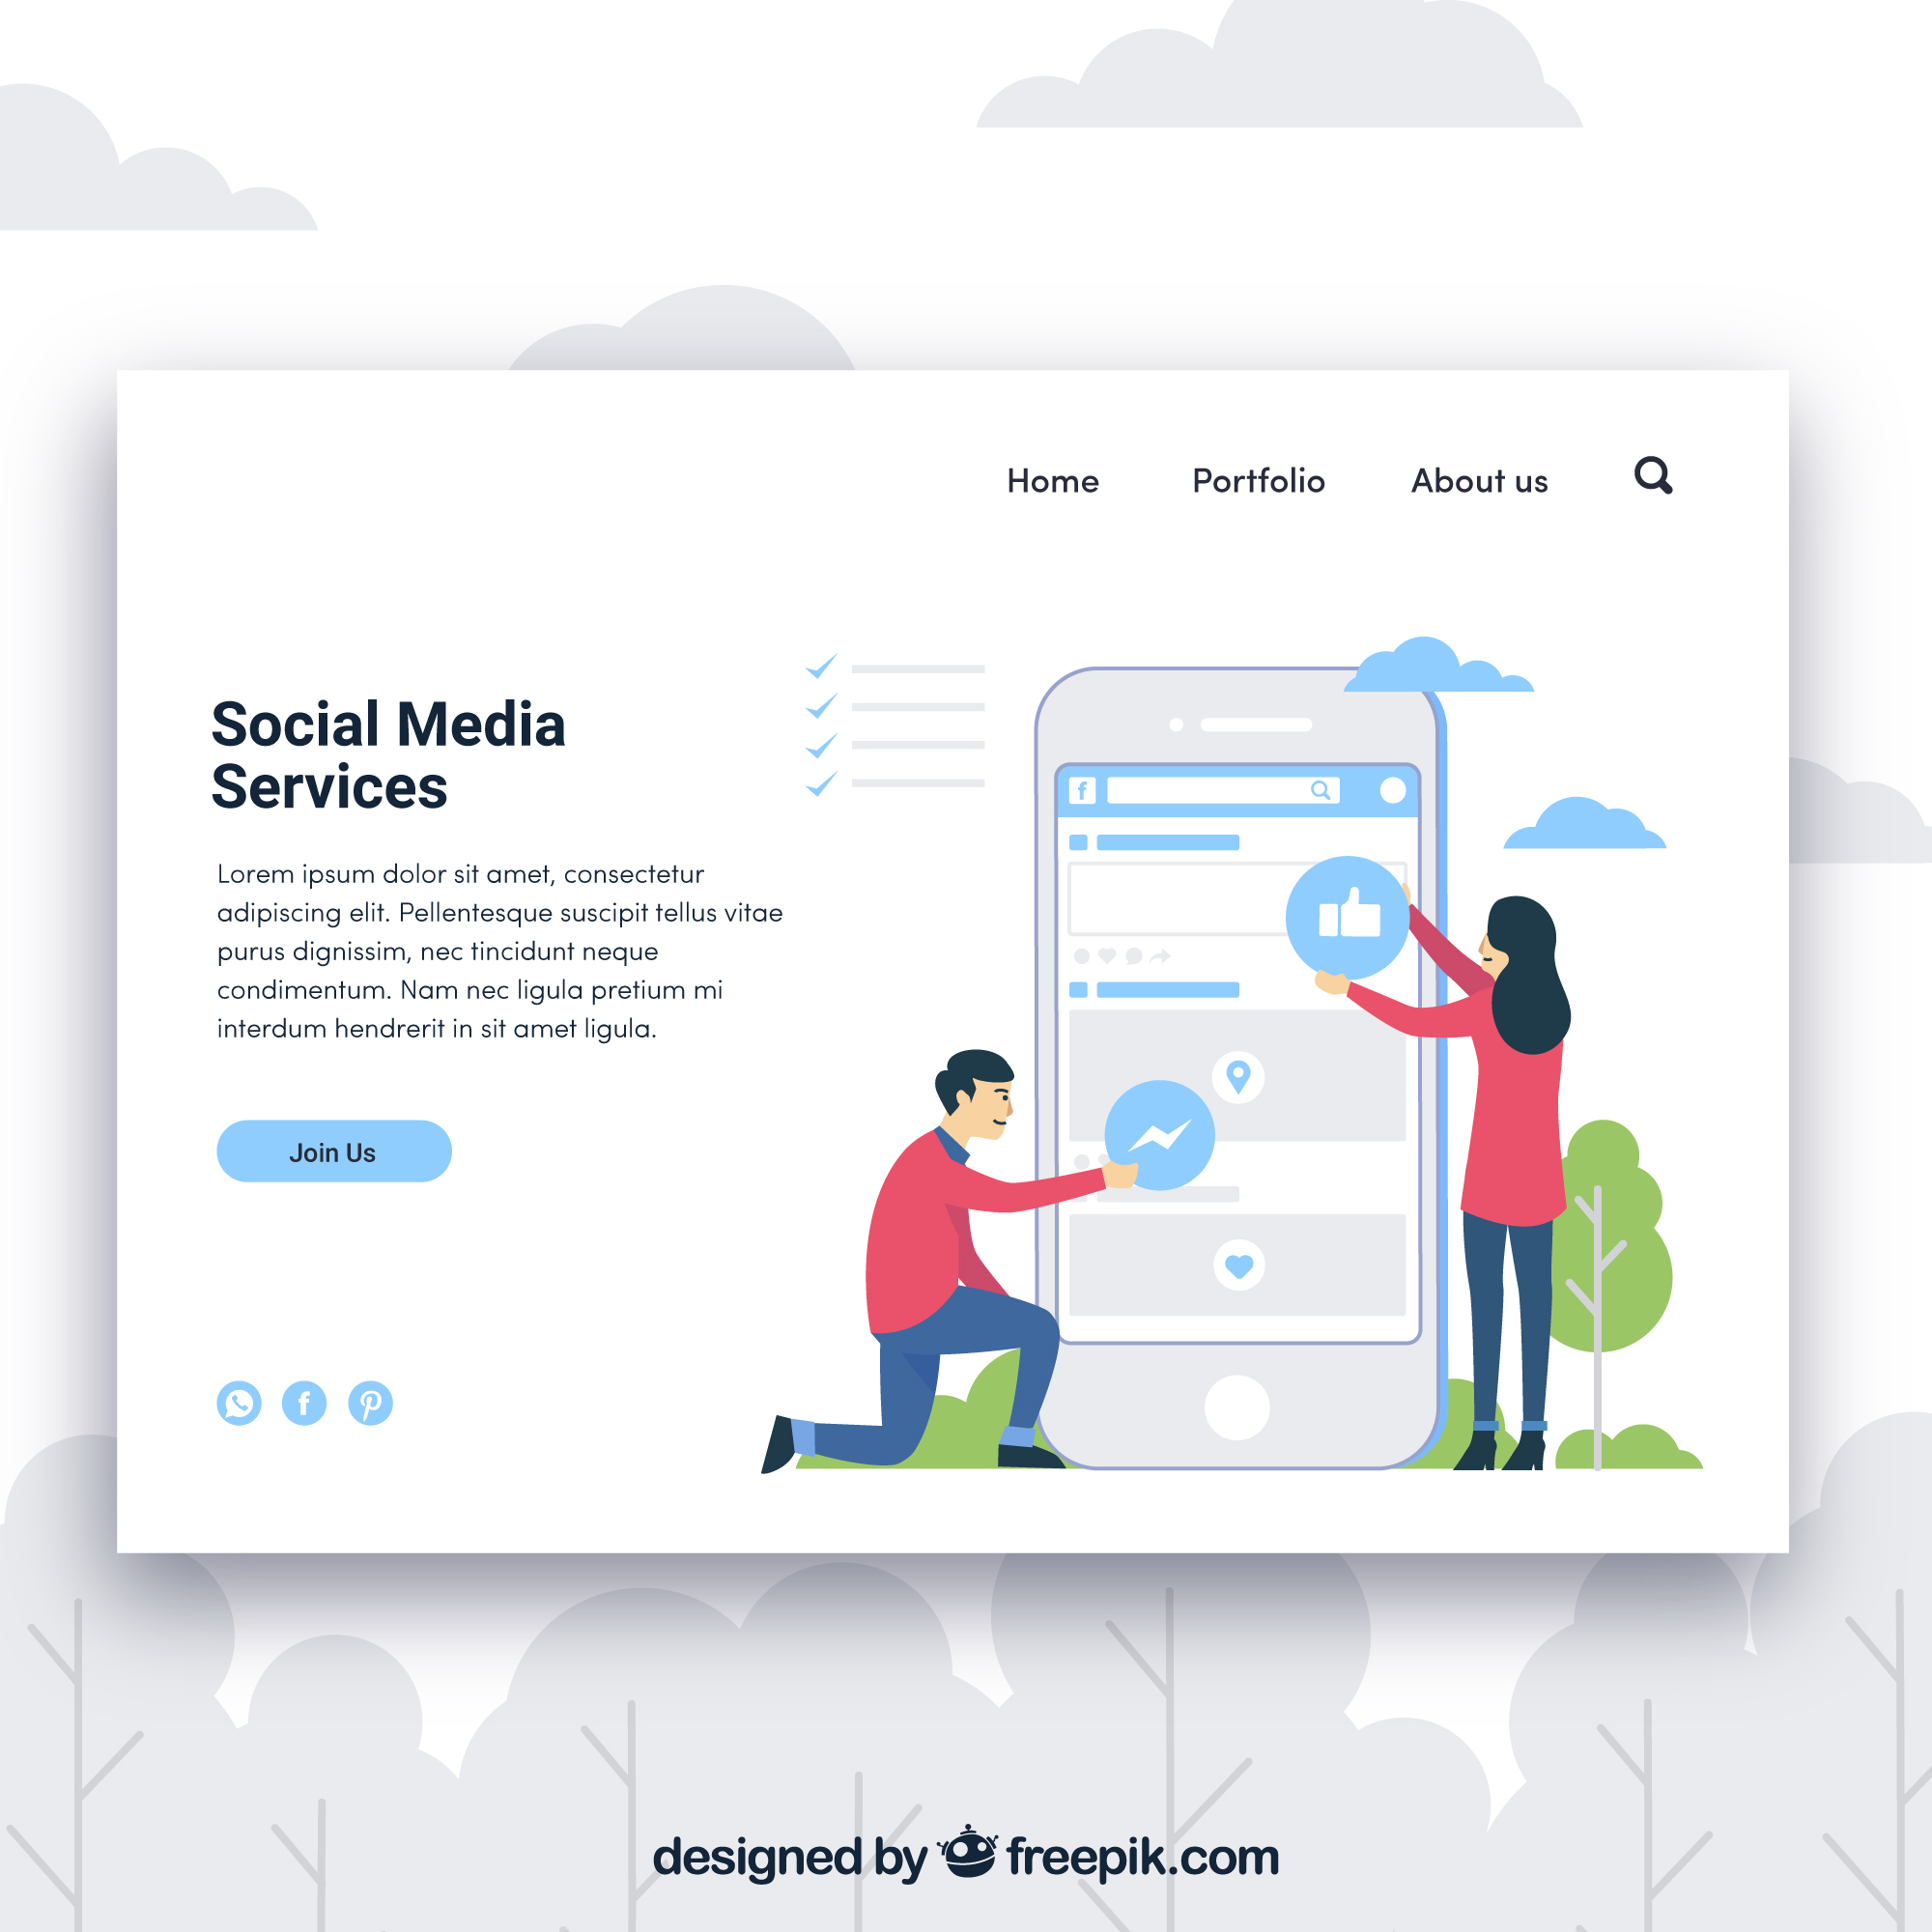 Home Portfolio About us
Social Media
Services
Lorem ipsum dolor sit amet, consectetur
adipiscing elit. Pellentesque suscipit tellus vitae
purus dignissim, nec tincidunt neque
condimentum. Nam nec ligula pretium mi
interdum hendrerit in sit amet ligula.
Join Us
designed by freepik.com